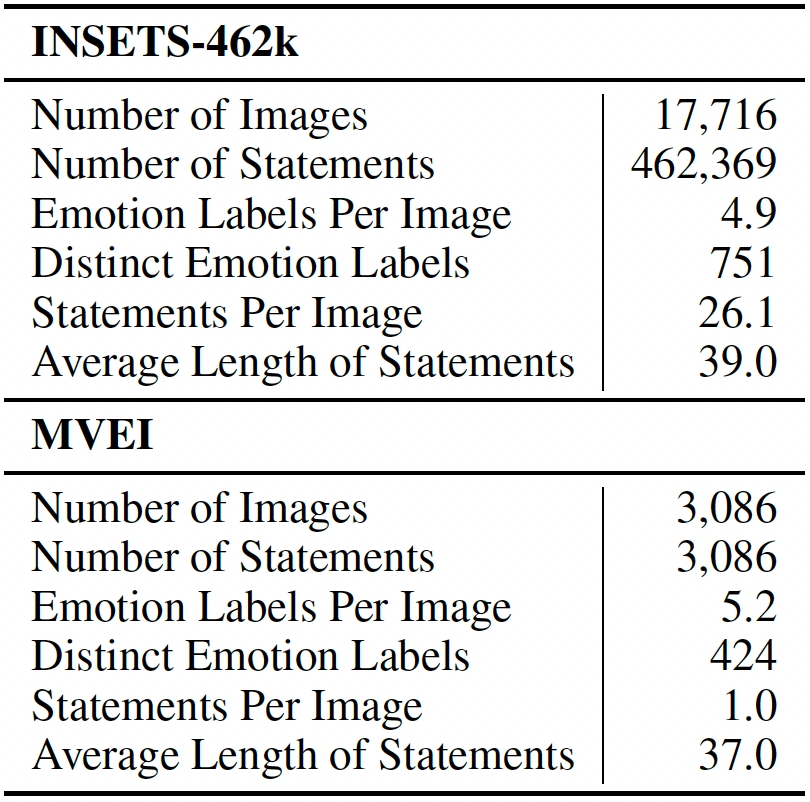 INSETS-462k
Number of Images 17,716
Number of Statements 462,369
Emotion Labels Per Image 4.9
Distinct Emotion Labels 751
Statements Per Image 26.1
Average Length of Statements 39.0
MVEI
Number of Images 3,086
Number of Statements 3,086
Emotion Labels Per Image 5.2
Distinct Emotion Labels 424
Statements Per Image 1.0
Average Length of Statements 37.0